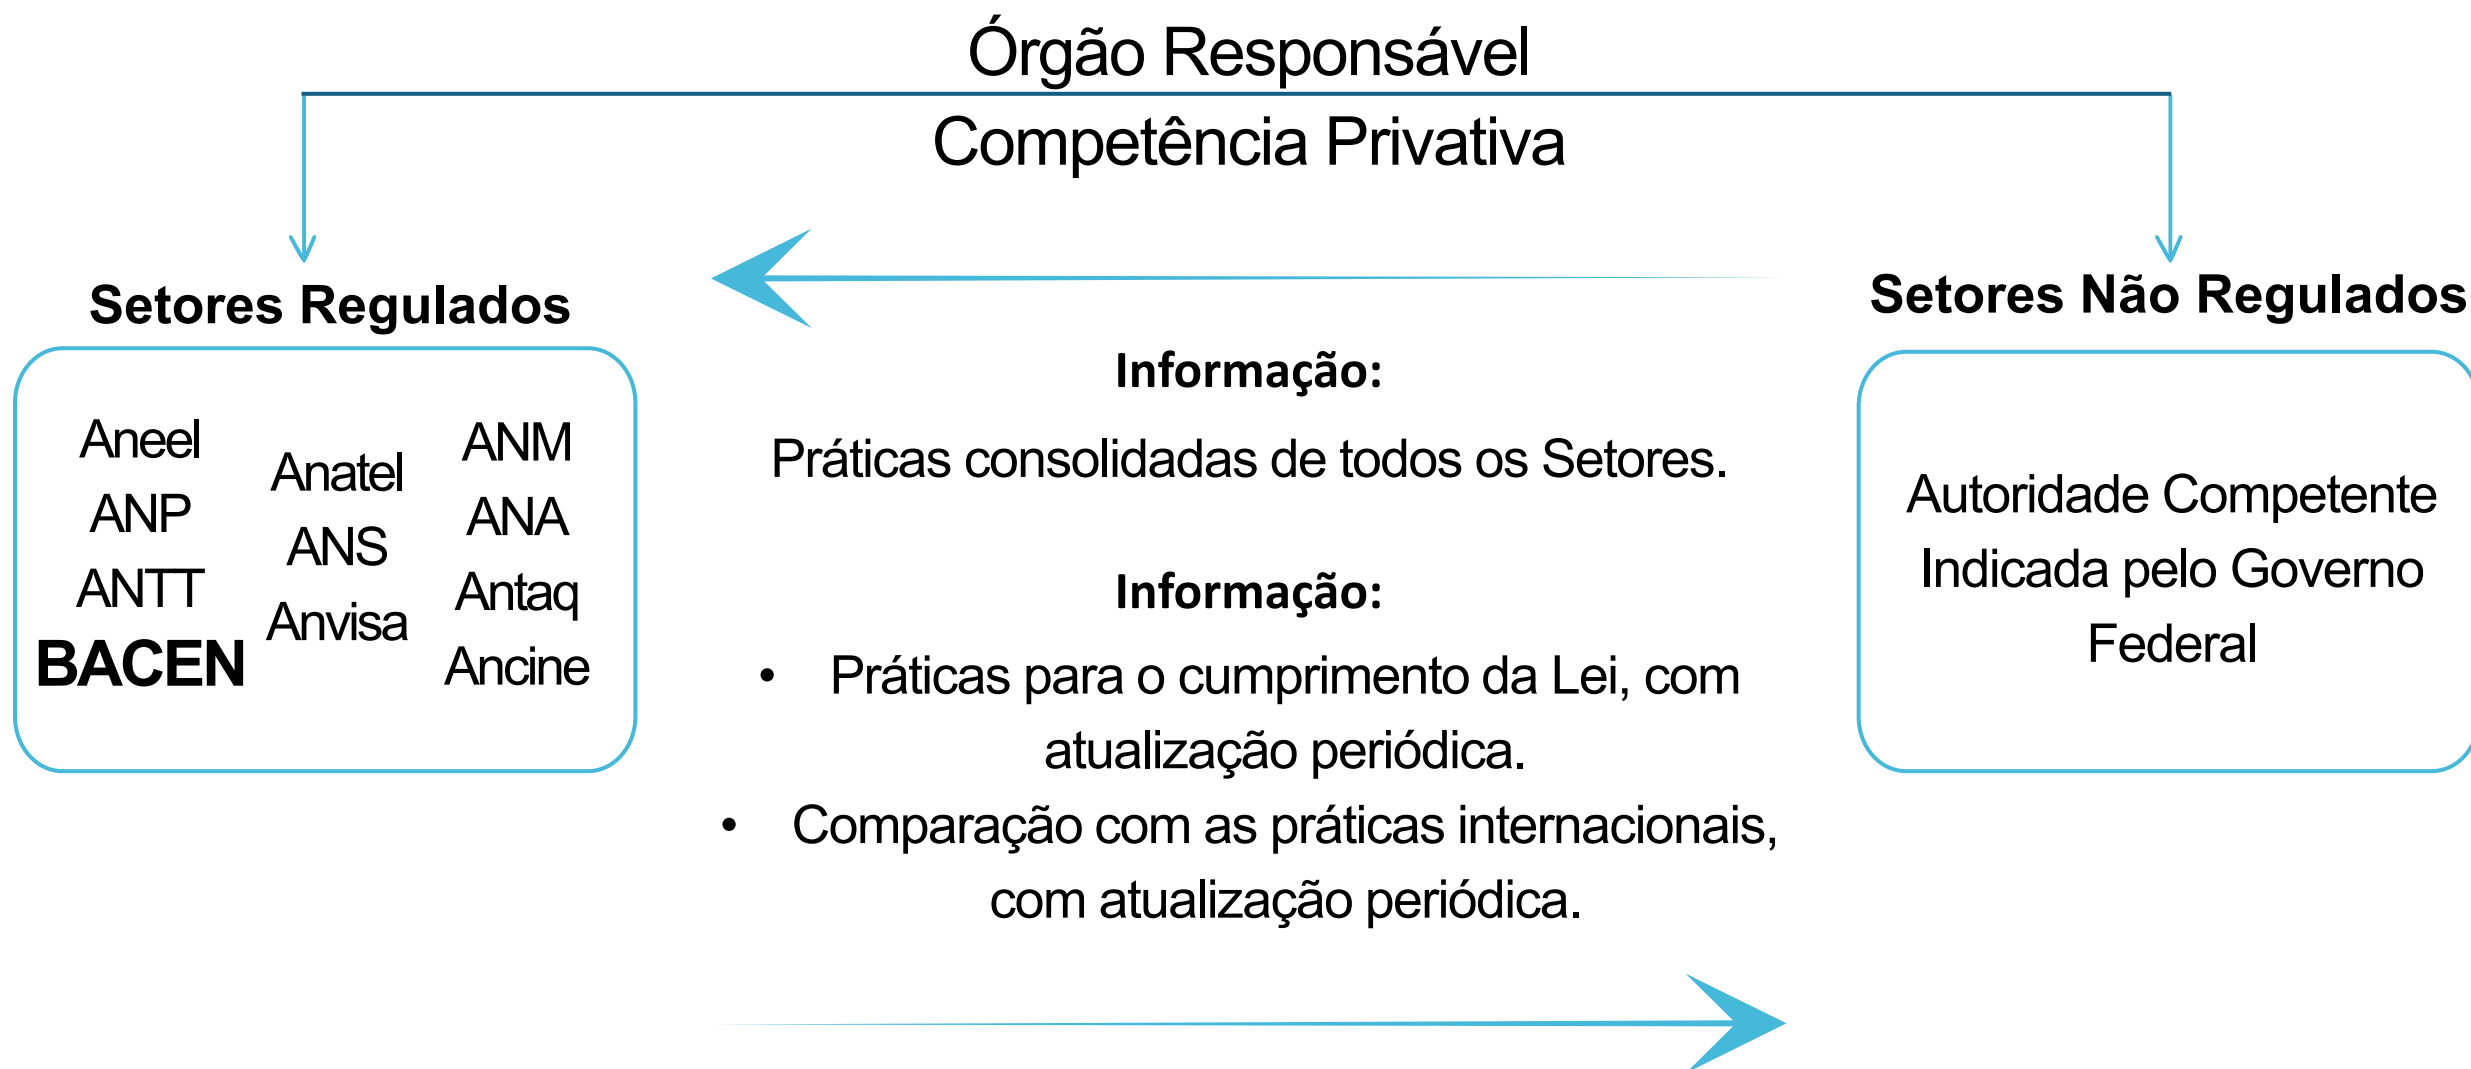 Órgão Responsável
Competência Privativa
Setores Regulados
Aneel
ANP
ANTT
BACEN
Anatel
ANS
Anvisa
ANM
ANA
Antaq
Ancine
Informação:
Práticas consolidadas de todos os Setores.
Informação:
• Práticas para o cumprimento da Lei, com
atualização periódica.
• Comparação com as práticas internacionais,
com atualização periódica.
Setores Não Regulados
Autoridade Competente
Indicada pelo Governo
Federal